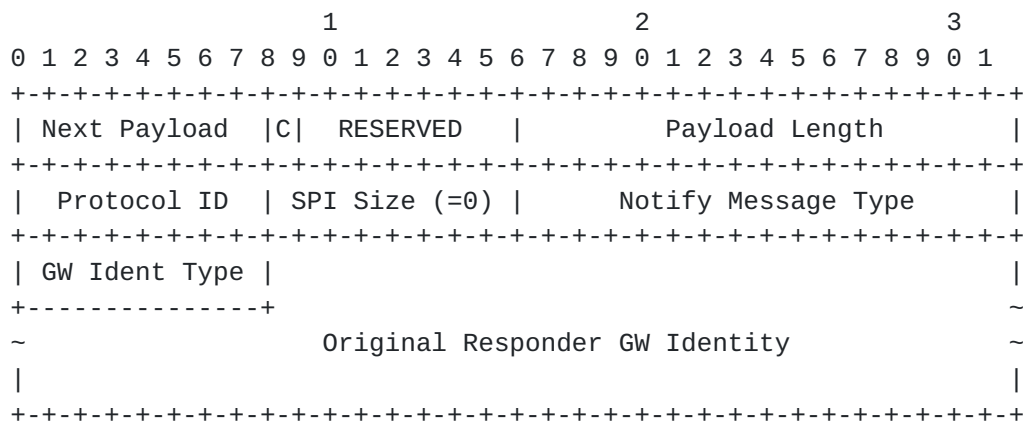 1                   2                   3
0 1 2 3 4 5 6 7 8 9 0 1 2 3 4 5 6 7 8 9 0 1 2 3 4 5 6 7 8 9 0 1
+-+-+-+-+-+-+-+-+-+-+-+-+-+-+-+-+-+-+-+-+-+-+-+-+-+-+-+-+-+-+-+-+
| Next Payload  |C|  RESERVED   |         Payload Length        |
+-+-+-+-+-+-+-+-+-+-+-+-+-+-+-+-+-+-+-+-+-+-+-+-+-+-+-+-+-+-+-+-+
|  Protocol ID  | SPI Size (=0) |      Notify Message Type      |
+-+-+-+-+-+-+-+-+-+-+-+-+-+-+-+-+-+-+-+-+-+-+-+-+-+-+-+-+-+-+-+-+
| GW Ident Type |                                               |
+---------------+                                               ~
~                   Original Responder GW Identity              ~
|                                                               |
+-+-+-+-+-+-+-+-+-+-+-+-+-+-+-+-+-+-+-+-+-+-+-+-+-+-+-+-+-+-+-+-+